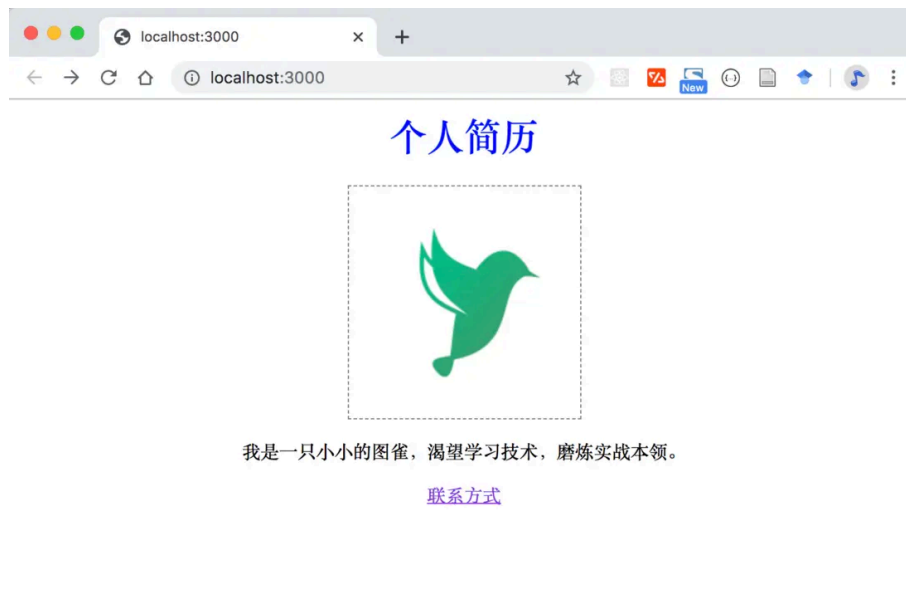 localhost:3000
localhost:3000
New
个人简历
我是一只小小的图雀，渴望学习技术，磨炼实战本领。
联系方式